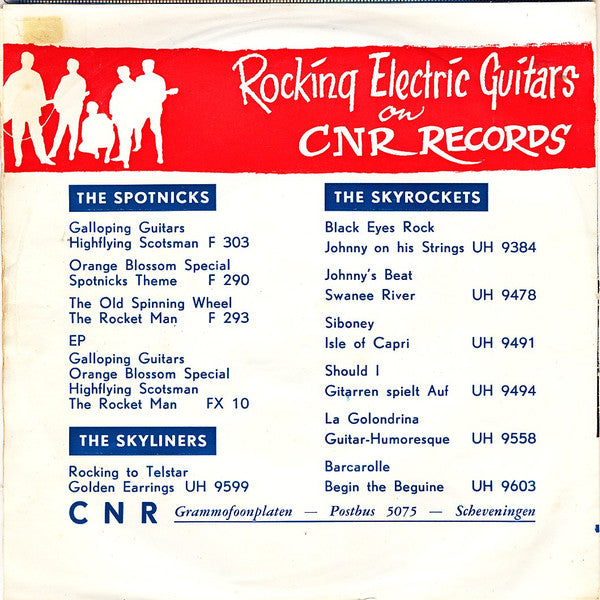 Rocking Electric Guitars
on
CNR RECORDS
THE SPOTNICKS
Galloping Guitars
Highflying Scotsman F 303
Orange Blossom Special
Spotnicks Theme F 290
The Old Spinning Wheel
The Rocket Man F 293
EP
Galloping Guitars
Orange Blossom Special
Highflying Scotsman
The Rocket Man FX 10
THE SKYLINERS
Rocking to Telstar
Golden Earrings UH 9599
THE SKYROCKETS
Black Eyes Rock
Johnny on his Strings UH 9384
Johnny's Beat
Swanee River UH 9478
Siboney
Isle of Capri UH 9491
Should I
Gitarren spielt Auf UH 9494
La Golondrina
Guitar-Humoresque UH 9558
Barcarolle
Begin the Beguine UH 9603
CNR Grammofoonplaten — Postbus 5075 — Scheveningen